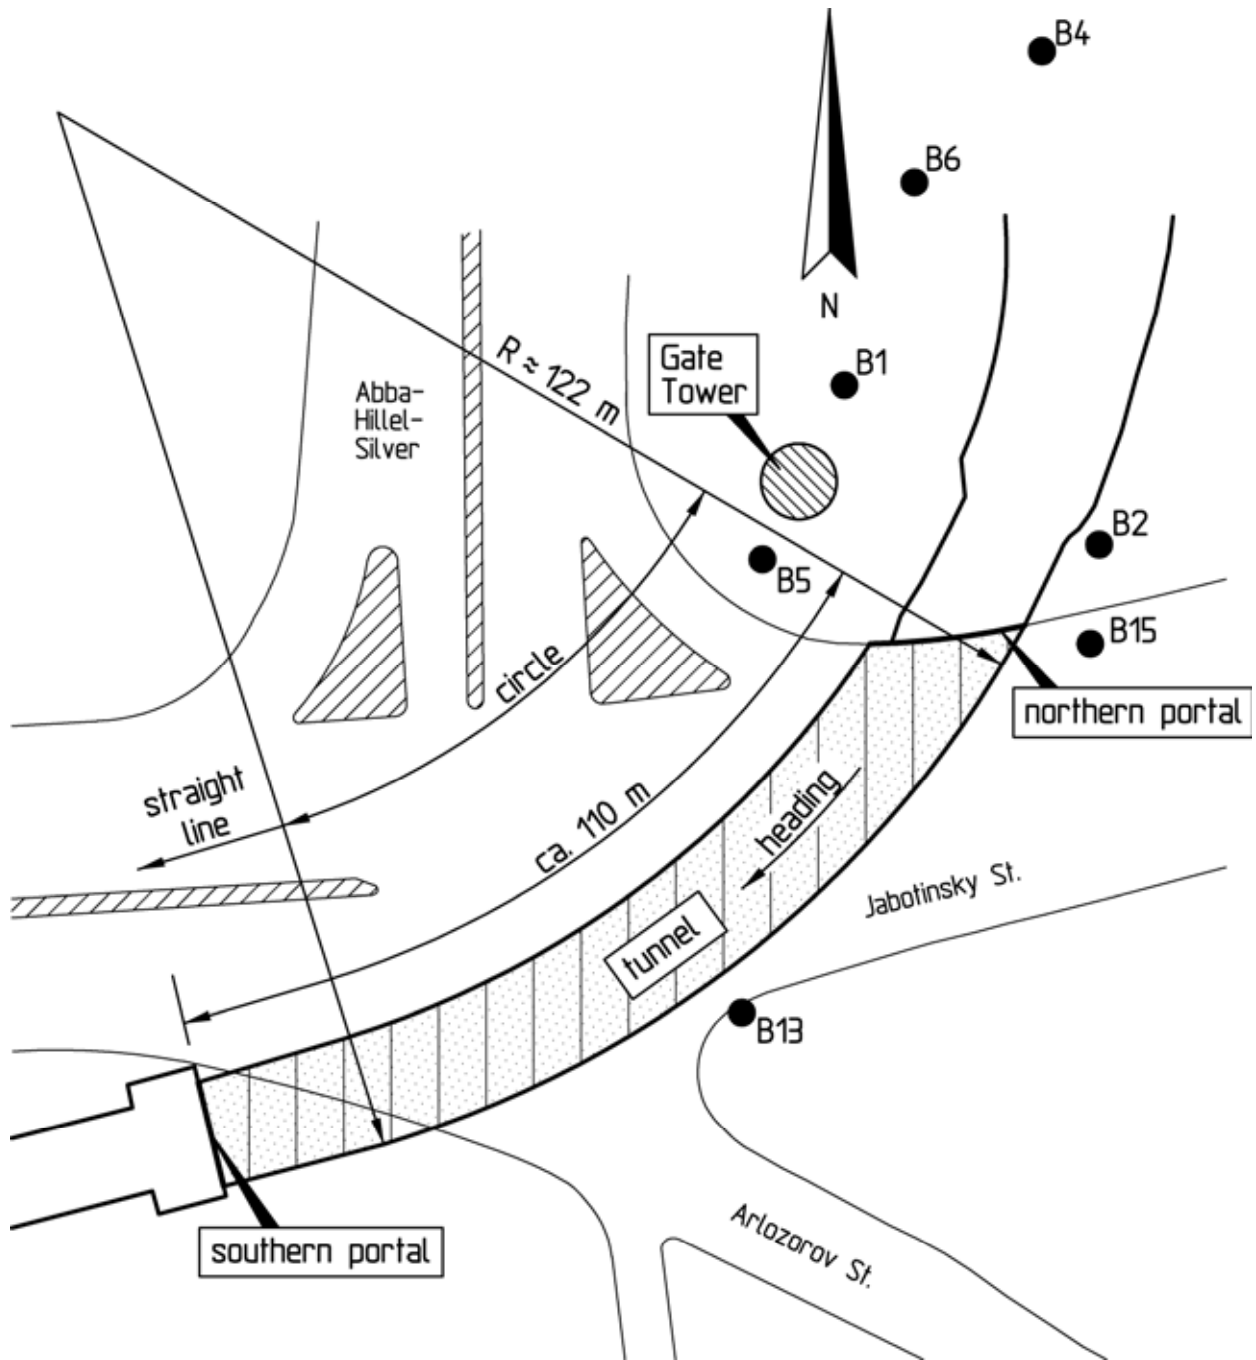 B4
B6
N
R ≈ 122 m
Gate
Tower
B1
Abba-
Hillel-
Silver
B2
B5
B15
circle
northern portal
straight
line
ca. 110 m
heading
Jabotinsky St.
tunnel
B13
Arlozorov St.
southern portal